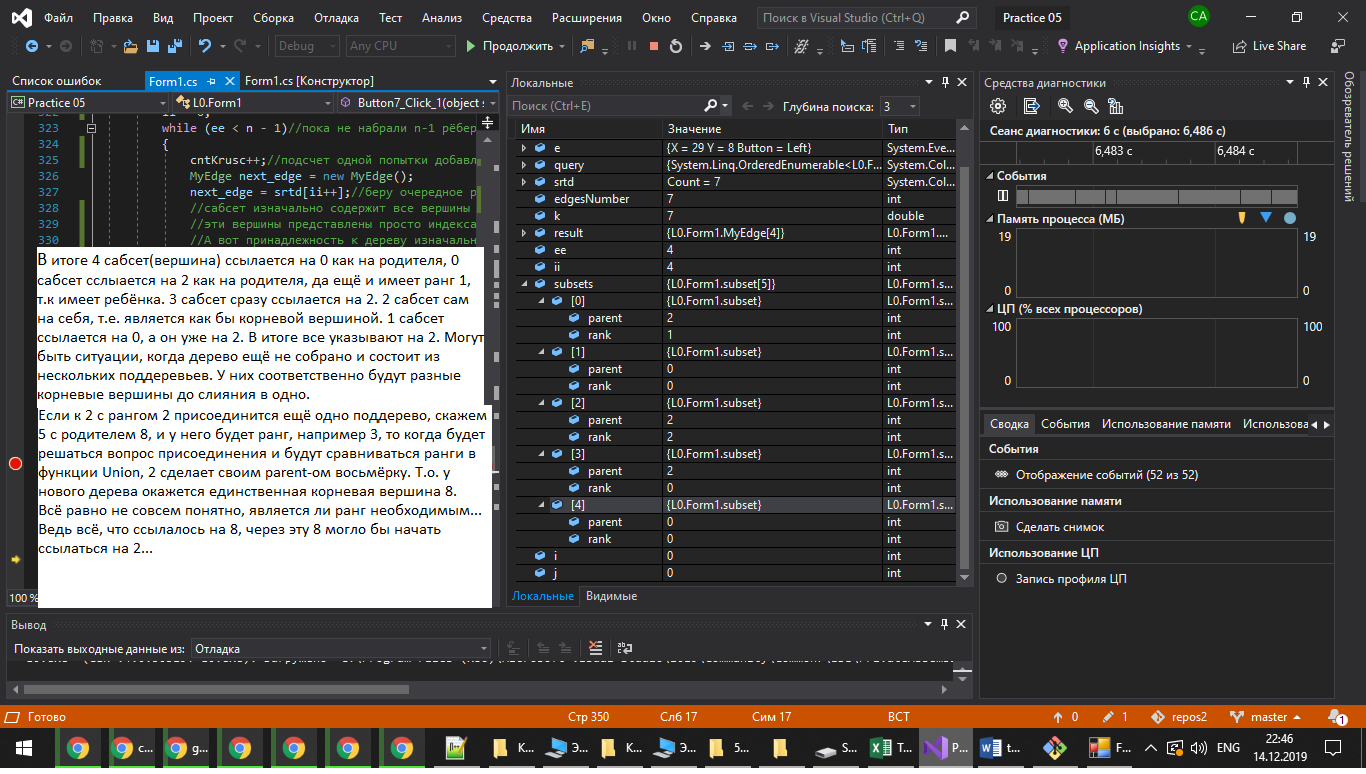 Файл Правка Вид Проект Сборка Отладка Тест Анализ Средства Расширения Окно Справка Поиск в Visual Studio (Ctrl+Q) Practice 05 CA
Debug Any CPU Продолжить Application Insights Live Share
Список ошибок Form1.cs Form1.cs [Конструктор]
Practice 05 L0.Form1 Button7_Click_1(object s
323 while (ee < n - 1)//пока не набрали n-1 рёбер
324 {
325 cntKrusc++;//подсчет одной попытки добавл
326 MyEdge next_edge = new MyEdge();
327 next_edge = srtd[ii++];//беру очередное р
328 //сабсет изначально содержит все вершины
329 //эти вершины представлены просто индекса
330 //А вот принадлежность к дереву изначальн
В итоге 4 сабсет(вершина) ссылается на 0 как на родителя, 0
сабсет сслыается на 2 как на родителя, да ещё и имеет ранг 1,
т.к имеет ребёнка. 3 сабсет сразу ссылается на 2. 2 сабсет сам
на себя, т.е. является как бы корневой вершиной. 1 сабсет
ссылается на 0, а он уже на 2. В итоге все указывают на 2. Могут
быть ситуации, когда дерево ещё не собрано и состоит из
нескольких поддеревьев. У них соответственно будут разные
корневые вершины до слияния в одно.
Если к 2 с рангом 2 присоединится ещё одно поддерево, скажем
5 с родителем 8, и у него будет ранг, например 3, то когда будет
решаться вопрос присоединения и будут сравниваться ранги в
функции Union, 2 сделает своим parent-ом восьмёрку. Т.о. у
нового дерева окажется единственная корневая вершина 8.
Всё равно не совсем понятно, является ли ранг необходимым...
Ведь всё, что ссылалось на 8, через эту 8 могло бы начать
ссылаться на 2...
100 %
Локальные
Поиск (Ctrl+E) Глубина поиска: 3
Имя Значение Тип
e {X = 29 Y = 8 Button = Left} System.Eve...
query {System.Linq.OrderedEnumerable<L0.F... System.Col...
srtd Count = 7 System.Col...
edgesNumber 7 int
k 7 double
result {L0.Form1.MyEdge[4]} L0.Form1....
ee 4 int
ii 4 int
subsets {L0.Form1.subset[5]} L0.Form1.s...
[0] {L0.Form1.subset} L0.Form1.s...
parent 2 int
rank 1 int
[1] {L0.Form1.subset} L0.Form1.s...
parent 0 int
rank 0 int
[2] {L0.Form1.subset} L0.Form1.s...
parent 2 int
rank 2 int
[3] {L0.Form1.subset} L0.Form1.s...
parent 2 int
rank 0 int
[4] {L0.Form1.subset} L0.Form1.s...
parent 0 int
rank 0 int
i 0 int
j 0 int
Локальные Видимые
Средства диагностики
Сеанс диагностики: 6 с (выбрано: 6,486 с)
6,483 с 6,484 с
События
Память процесса (МБ)
19 19
0 0
ЦП (% всех процессоров)
100 100
0 0
Сводка События Использование памяти Использова
События
Отображение событий (52 из 52)
Использование памяти
Сделать снимок
Использование ЦП
Запись профиля ЦП
Обозреватель решений
Вывод
Показать выходные данные из: Отладка
Готово Стр 350 Слб 17 Сим 17 ВСТ 0 1 repos2 master 1
c... g... K... Э... K... Э... 5... S... T... P... t... F... ENG 22:46
14.12.2019